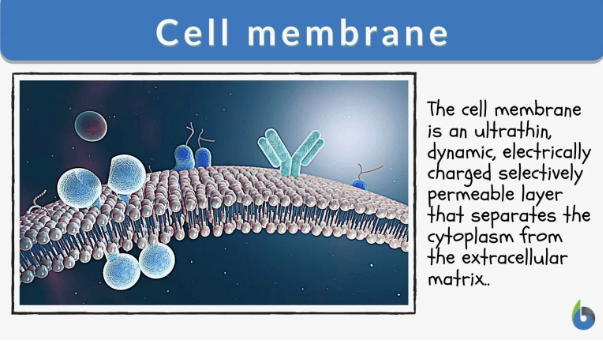 Cell membrane
The cell membrane
is an ultrathin,
dynamic, electrically
charged selectively
permeable layer
that separates the
cytoplasm from
the extracellular
matrix..